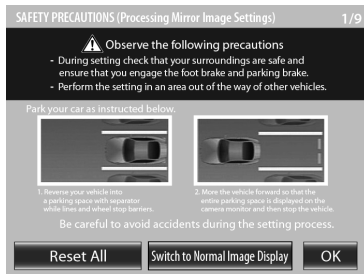 SAFETY PRECAUTIONS (Processing Mirror Image Settings) 1/9
Observe the following precautions
- During setting check that your surroundings are safe and
ensure that you engage the foot brake and parking brake.
- Perform the setting in an area out of the way of other vehicles.
Park your car as instructed below.
1. Reverse your vehicle into
a parking space with separator
while lines and wheel stop barriers.
2. More the vehicle forward so that the
entire parking space is displayed on the
camera monitor and then stop the vehicle.
Be careful to avoid accidents during the setting process.
Reset All
Switch to Normal Image Display
OK